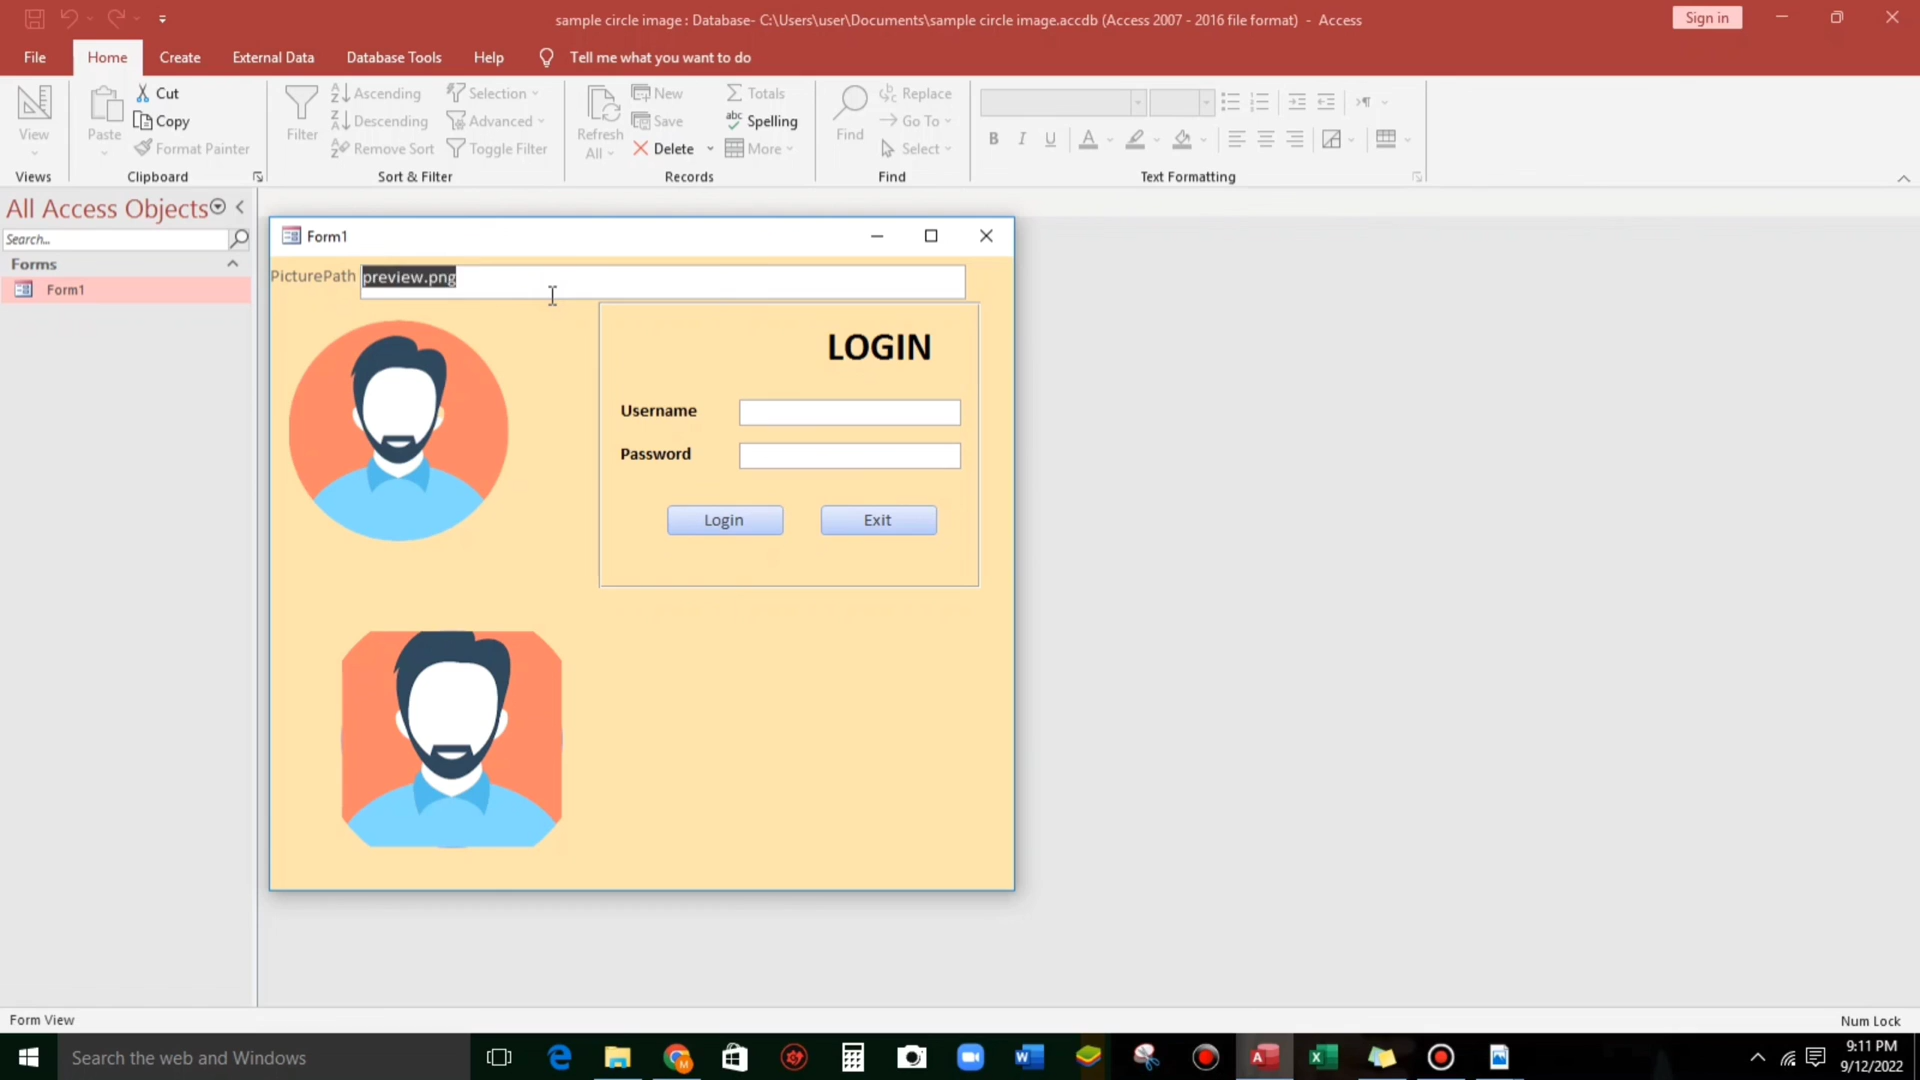 sample circle image : Database- C:\Users\user\Documents\sample circle image.accdb (Access 2007 - 2016 file format) - Access
Sign in
File
Home
Create
External Data
Database Tools
Help
Tell me what you want to do
View
Views
Paste
Cut
Copy
Format Painter
Clipboard
Filter
Ascending
Descending
Remove Sort
Selection
Advanced
Toggle Filter
Sort & Filter
Refresh
All
New
Save
Delete
Totals
Spelling
More
Records
Find
Replace
Go To
Select
Find
B I U A
Text Formatting
All Access Objects
Search...
Forms
Form1
Form1
PicturePath preview.png
LOGIN
Username
Password
Login Exit
Form View
Num Lock
Search the web and Windows
9:11 PM
9/12/2022